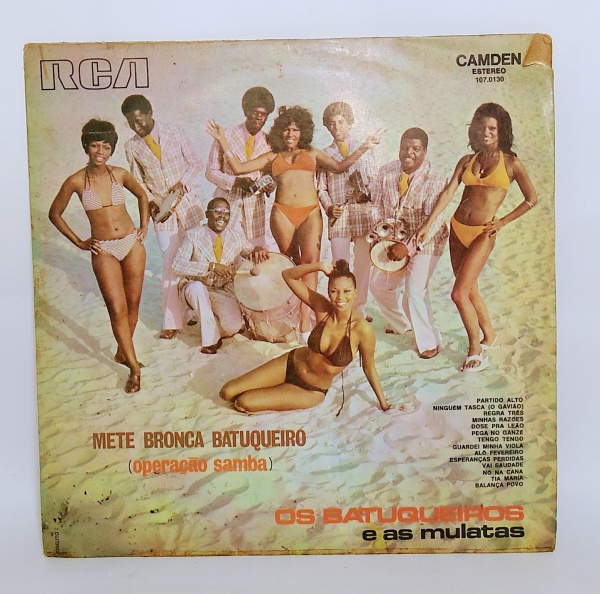 RCA
CAMDEN
ESTEREO
107.0130
PARTIDO ALTO
NINGUÉM TASCA (O GAVIÃO)
REGRA TRÊS
MINHAS RAZÕES
DOSE PRA LEÃO
PEGA NO GANZÊ
TENGO TENGO
GUARDEI MINHA VIOLA
ALÔ FEVEREIRO
ESPERANÇAS PERDIDAS
VAI SAUDADE
NÓ NA CANA
TIA MARIA
BALANÇA POVO
METE BRONCA BATUQUEIRO
(operação samba)
OS BATUQUEIROS
e as mulatas